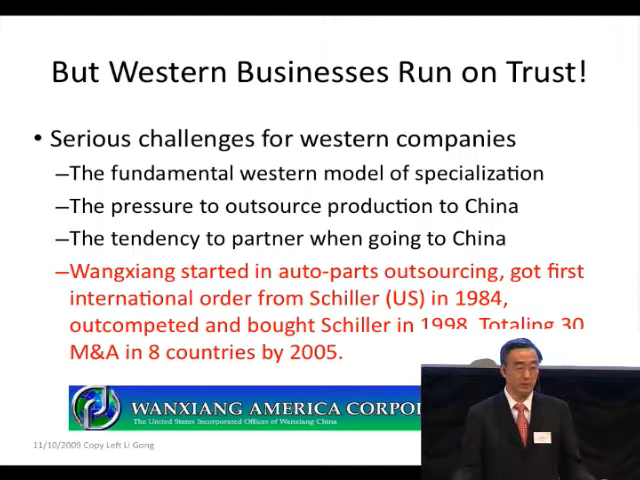 But Western Businesses Run on Trust!
• Serious challenges for western companies
–The fundamental western model of specialization
–The pressure to outsource production to China
–The tendency to partner when going to China
–Wangxiang started in auto-parts outsourcing, got first
international order from Schiller (US) in 1984,
outcompeted and bought Schiller in 1998. Totaling 30
M&A in 8 countries by 2005.
WANXIANG AMERICA CORPO
The United States Incorporated Offices of Wanxiang China
11/10/2009 Copy Left Li Gong